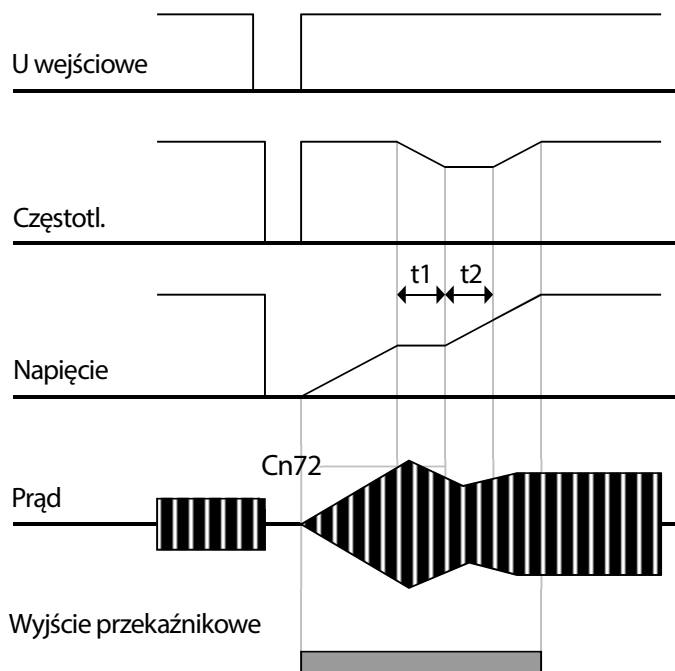 U wejściowe
Częstotl.
t1 t2
Napięcie
Cn72
Prąd
Wyjście przekaźnikowe